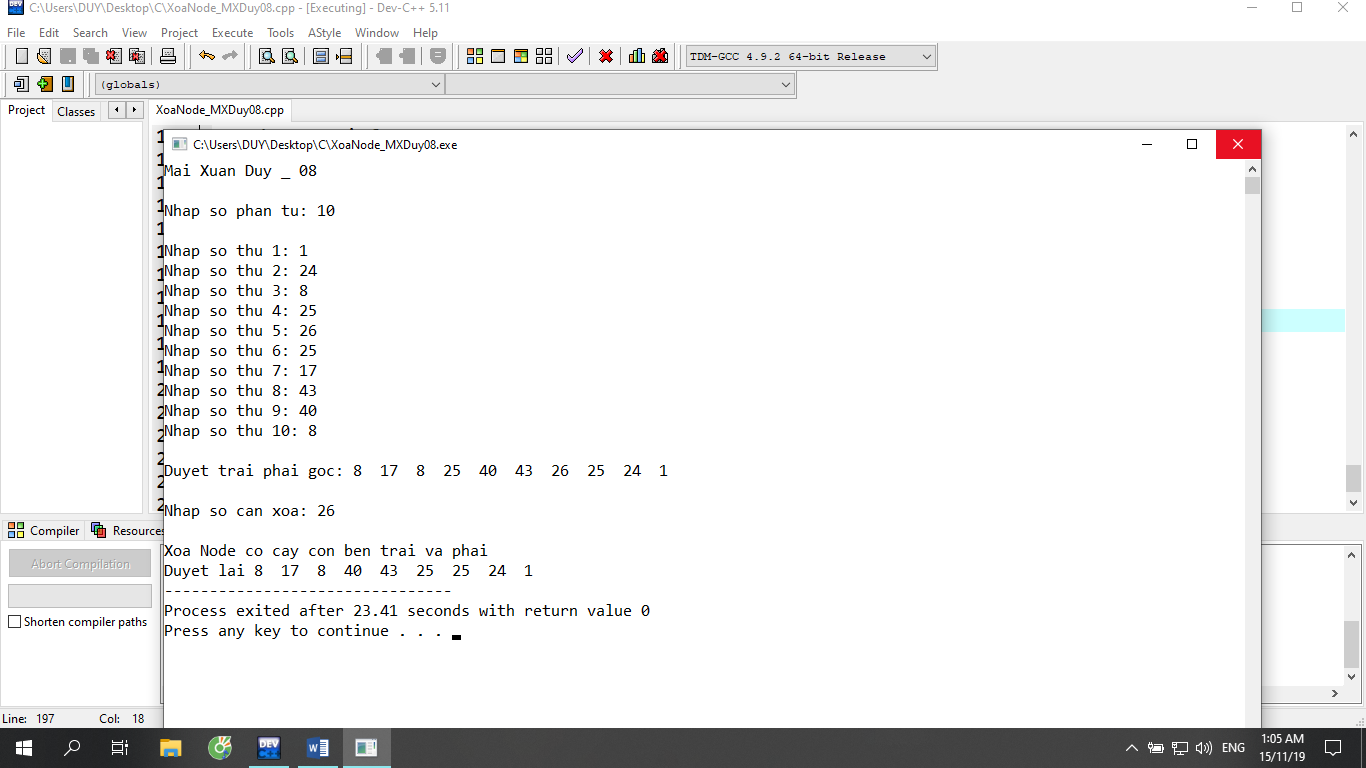 C:\Users\DUY\Desktop\C\XoaNode_MXDuy08.cpp - [Executing] - Dev-C++ 5.11
File Edit Search View Project Execute Tools AStyle Window Help
TDM-GCC 4.9.2 64-bit Release
(globals)
Project Classes XoaNode_MXDuy08.cpp
C:\Users\DUY\Desktop\C\XoaNode_MXDuy08.exe
Mai Xuan Duy _ 08
Nhap so phan tu: 10
Nhap so thu 1: 1
Nhap so thu 2: 24
Nhap so thu 3: 8
Nhap so thu 4: 25
Nhap so thu 5: 26
Nhap so thu 6: 25
Nhap so thu 7: 17
Nhap so thu 8: 43
Nhap so thu 9: 40
Nhap so thu 10: 8
Duyet trai phai goc: 8 17 8 25 40 43 26 25 24 1
Nhap so can xoa: 26
Xoa Node co cay con ben trai va phai
Duyet lai 8 17 8 40 43 25 25 24 1
--------------------------------
Process exited after 23.41 seconds with return value 0
Press any key to continue . . .
Compiler Resources
Abort Compilation
Shorten compiler paths
Line: 197 Col: 18
DEV
ENG
1:05 AM
15/11/19